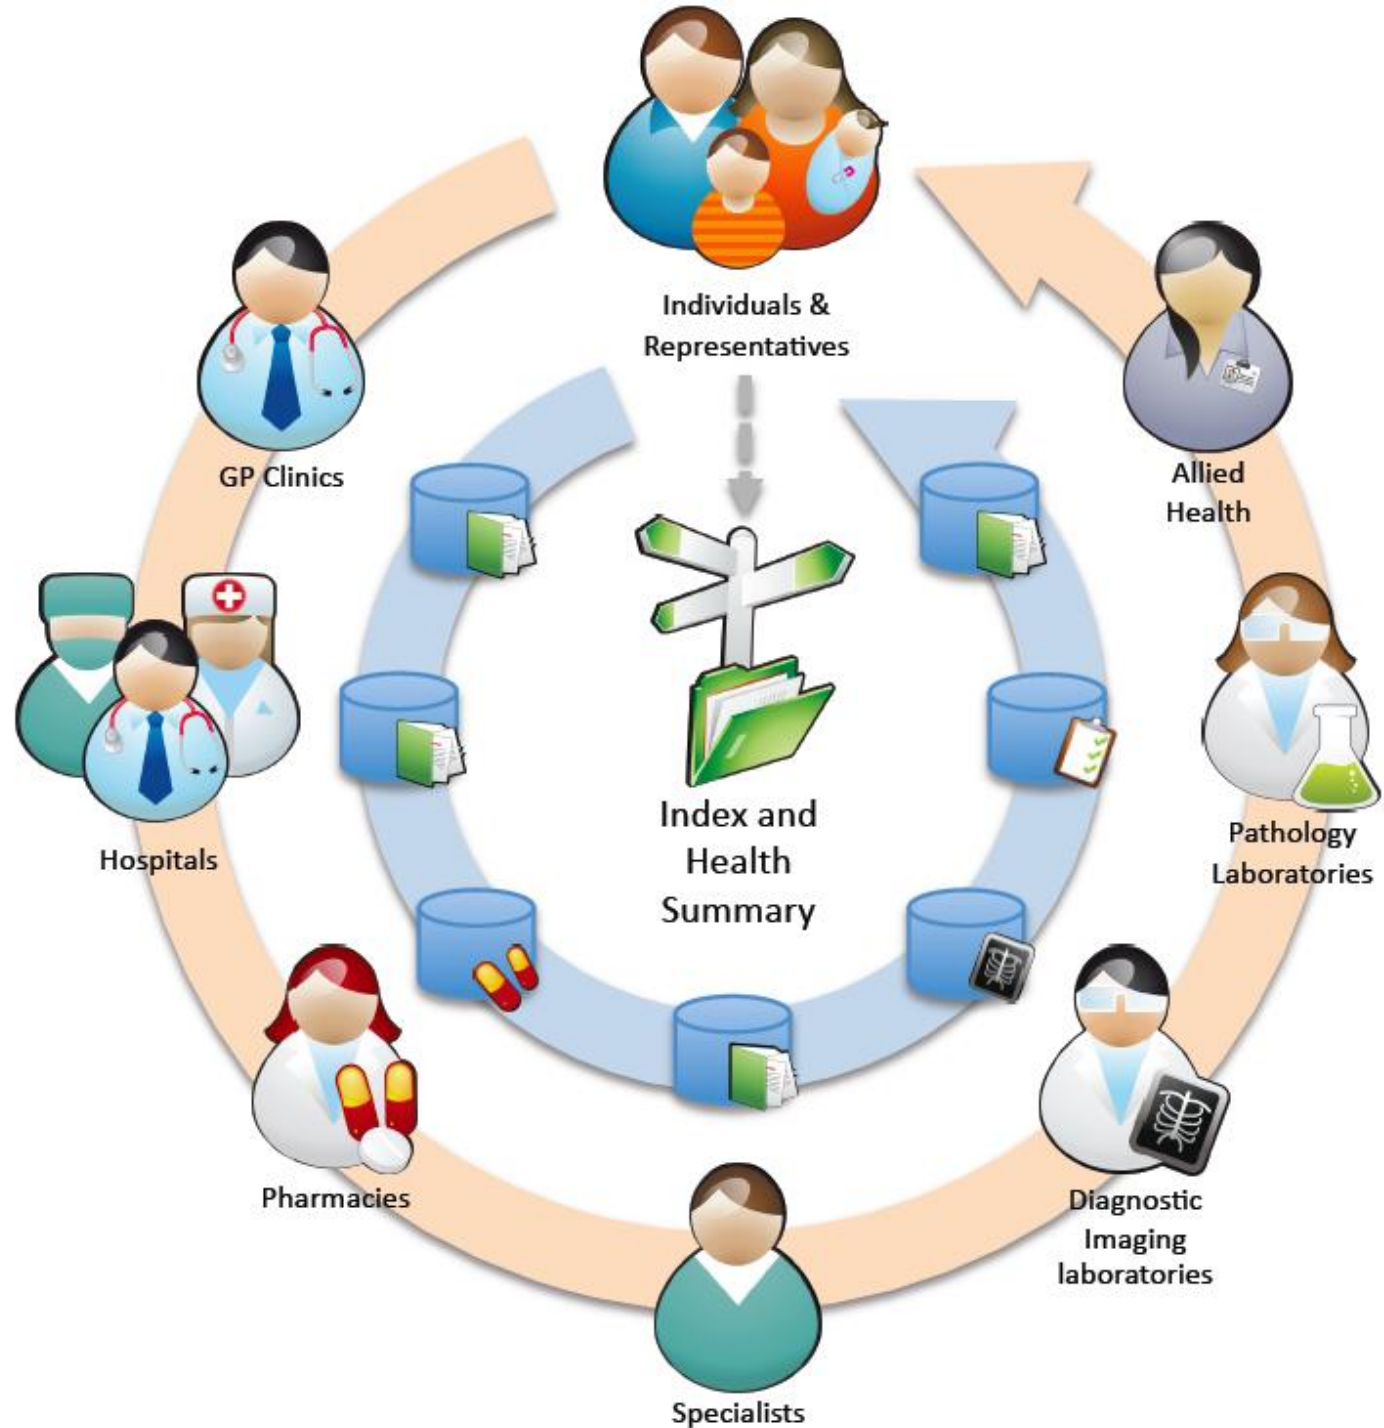 Individuals &
Representatives
GP Clinics
Allied
Health
Index and
Health
Summary
Hospitals
Pathology
Laboratories
Pharmacies
Diagnostic
Imaging
laboratories
Specialists